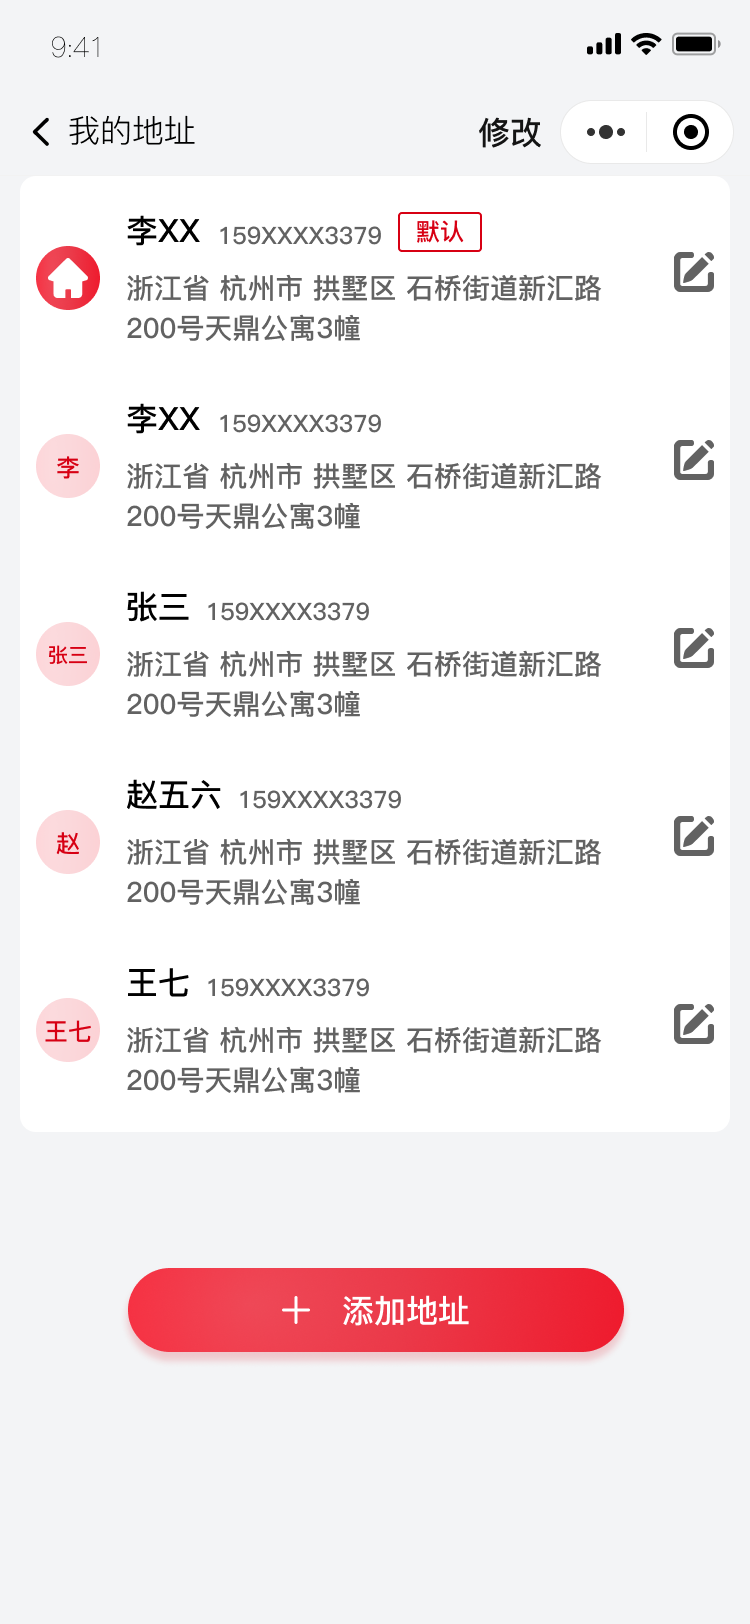 9:41
我的地址 修改
李XX 159XXXX3379 默认
浙江省 杭州市 拱墅区 石桥街道新汇路
200号天鼎公寓3幢
李XX 159XXXX3379
李
浙江省 杭州市 拱墅区 石桥街道新汇路
200号天鼎公寓3幢
张三 159XXXX3379
张三
浙江省 杭州市 拱墅区 石桥街道新汇路
200号天鼎公寓3幢
赵五六 159XXXX3379
赵
浙江省 杭州市 拱墅区 石桥街道新汇路
200号天鼎公寓3幢
王七 159XXXX3379
王七
浙江省 杭州市 拱墅区 石桥街道新汇路
200号天鼎公寓3幢
添加地址